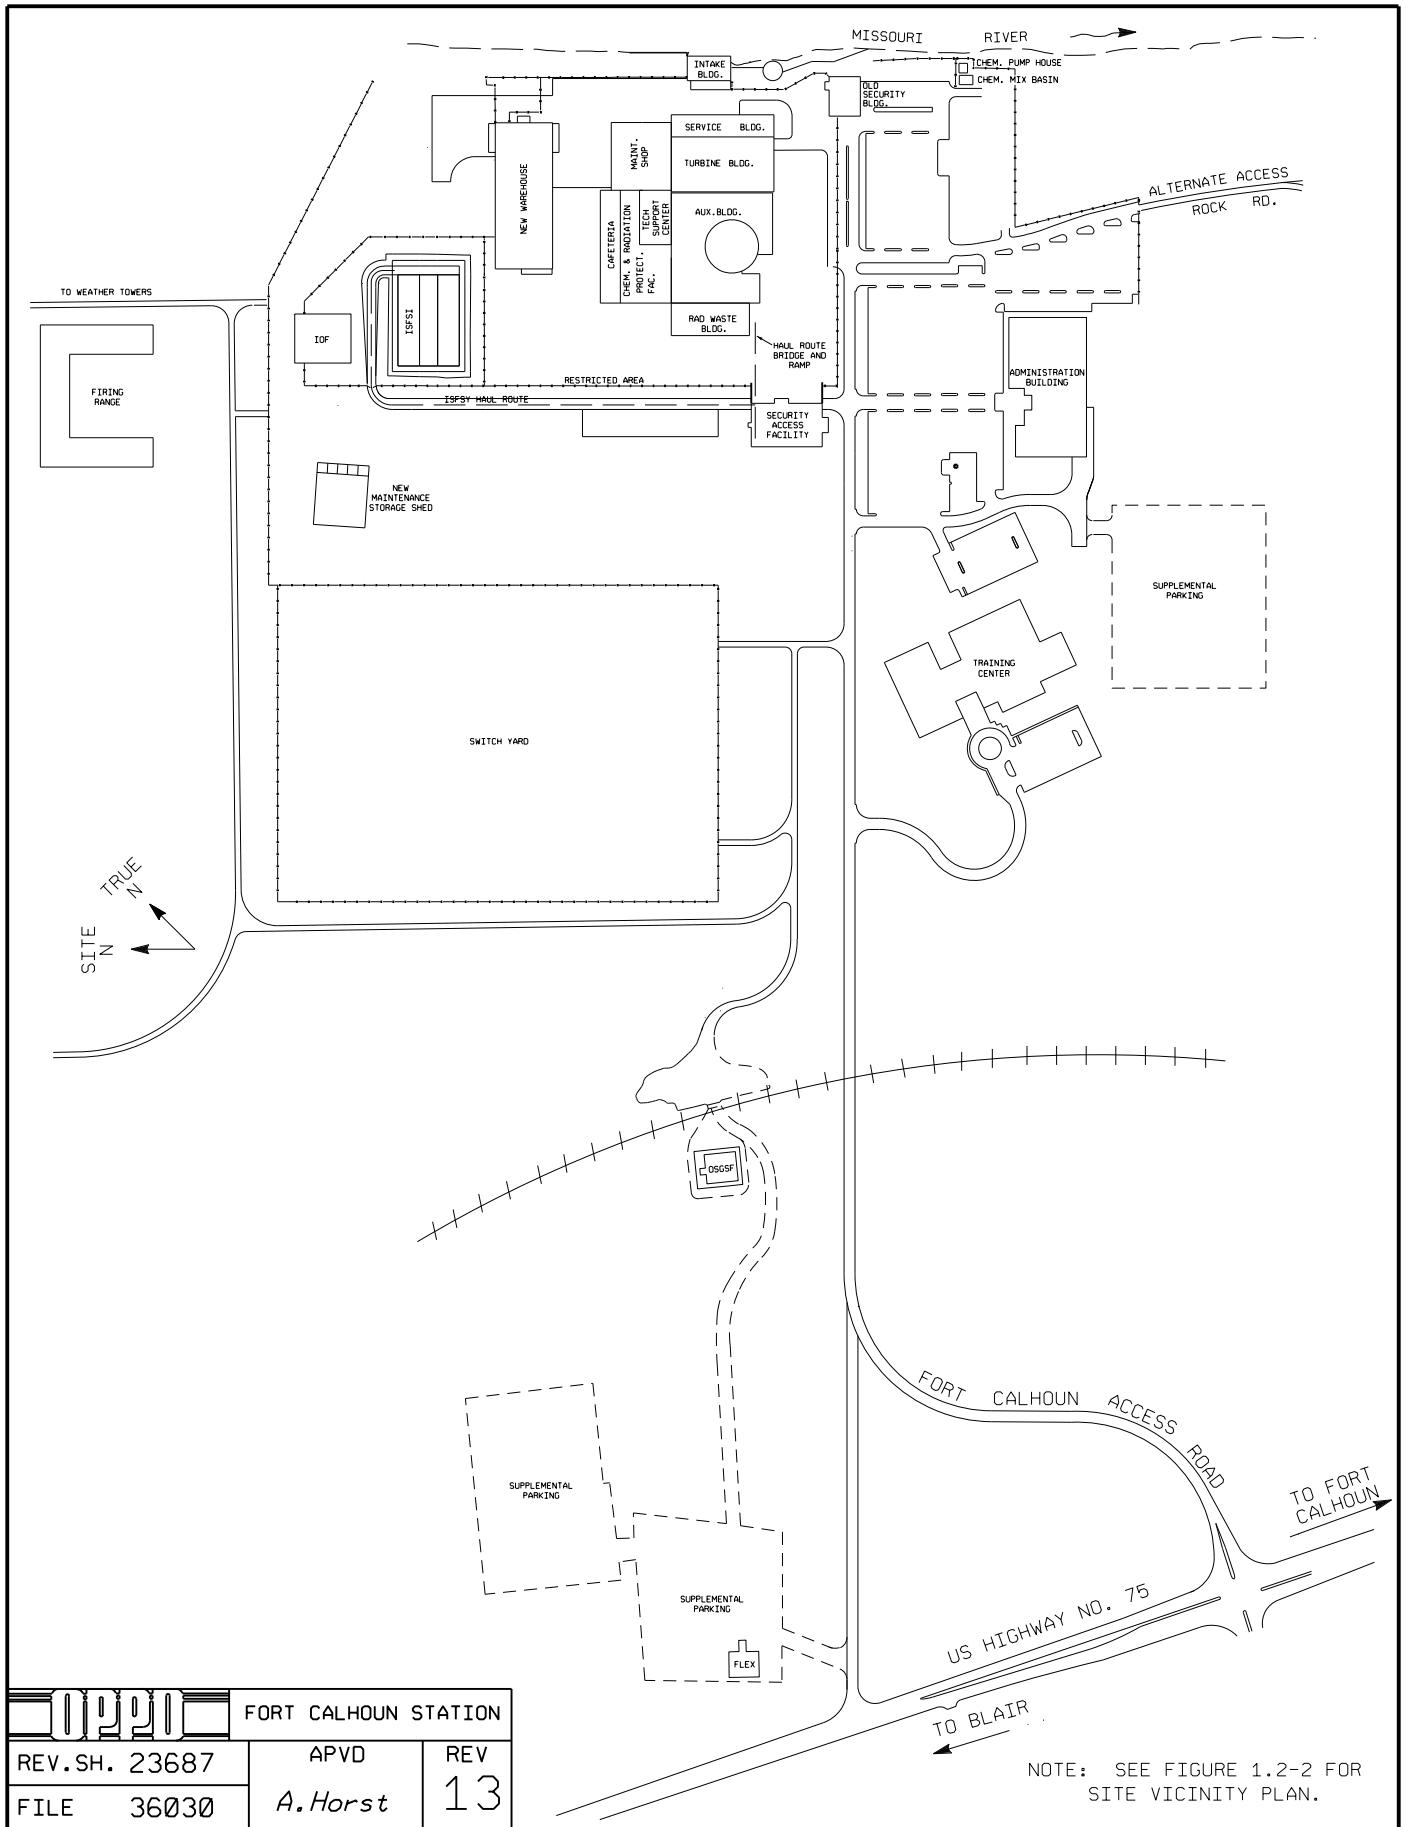 MISSOURI RIVER
INTAKE
BLDG.
CHEM. PUMP HOUSE
CHEM. MIX BASIN
OLD
SECURITY
BLDG.
SERVICE BLDG.
MAINT.
SHOP
TURBINE BLDG.
NEW WAREHOUSE
ALTERNATE ACCESS
ROCK RD.
AUX.BLDG.
TECH
SUPPORT
CENTER
CAFETERIA
CHEM. & RADIATION
PROTECT.
FAC.
TO WEATHER TOWERS
ISFSI
IOF
RAD WASTE
BLDG.
HAUL ROUTE
BRIDGE AND
RAMP
FIRING
RANGE
RESTRICTED AREA
ISFSY HAUL ROUTE
ADMINISTRATION
BUILDING
SECURITY
ACCESS
FACILITY
NEW
MAINTENANCE
STORAGE SHED
SUPPLEMENTAL
PARKING
TRAINING
CENTER
SWITCH YARD
TRUE
N
SITE
N
OSGSF
FORT CALHOUN ACCESS ROAD
SUPPLEMENTAL
PARKING
TO FORT
CALHOUN
SUPPLEMENTAL
PARKING
US HIGHWAY NO. 75
FLEX
TO BLAIR
OPPD
FORT CALHOUN STATION
REV.SH. 23687
APVD
A.Horst
REV
13
FILE 36030
NOTE: SEE FIGURE 1.2-2 FOR
SITE VICINITY PLAN.